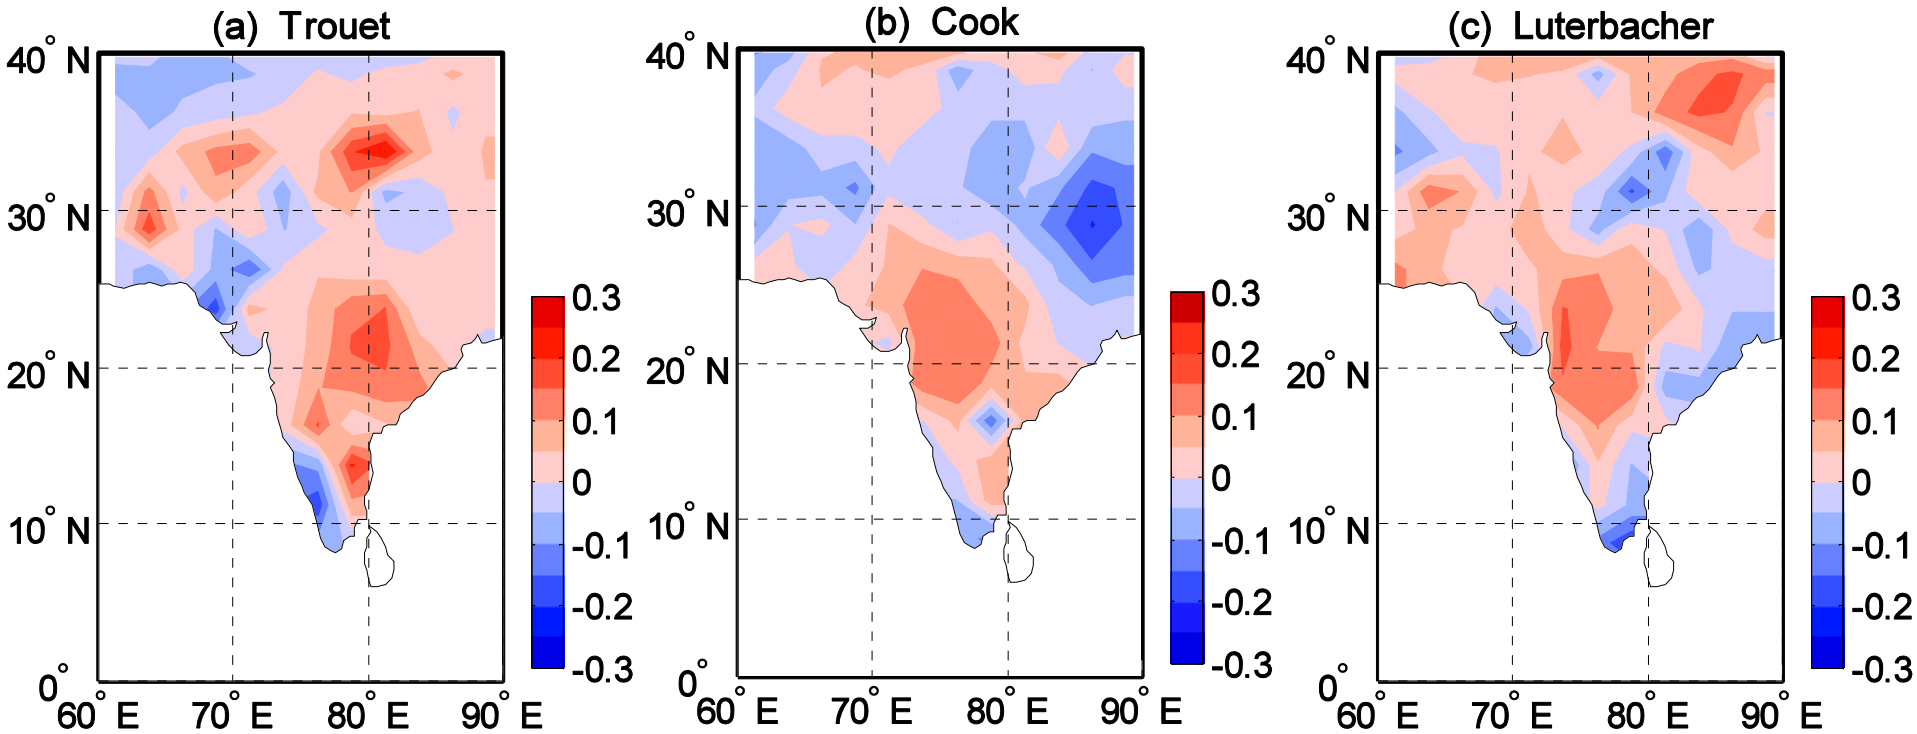 (a) Trouet
40° N
30° N
20° N
10° N
0°
60° E
70° E
80° E
90° E
0.3
0.2
0.1
0
-0.1
-0.2
-0.3
(b) Cook
40° N
30° N
20° N
10° N
0°
60° E
70° E
80° E
90° E
0.3
0.2
0.1
0
-0.1
-0.2
-0.3
(c) Luterbacher
40° N
30° N
20° N
10° N
0°
60° E
70° E
80° E
90° E
0.3
0.2
0.1
0
-0.1
-0.2
-0.3